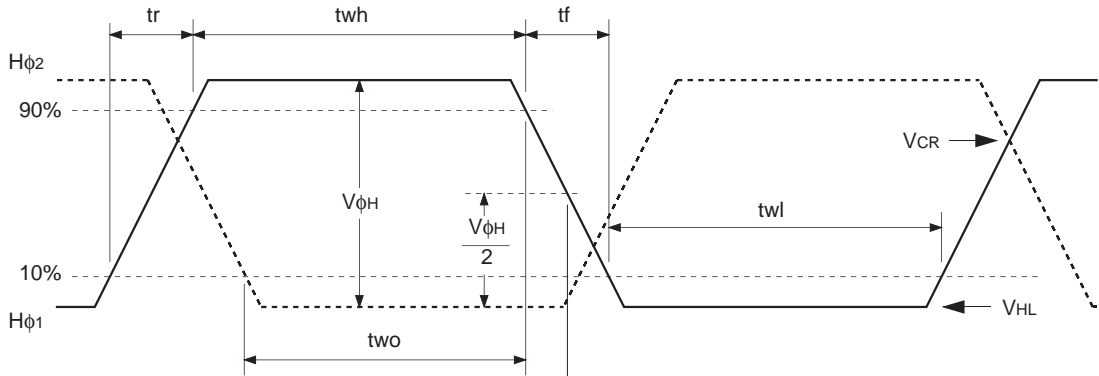 tr
twh
tf
Hϕ2
90%
VCR
VϕH
VϕH
2
twl
10%
VHL
Hϕ1
two